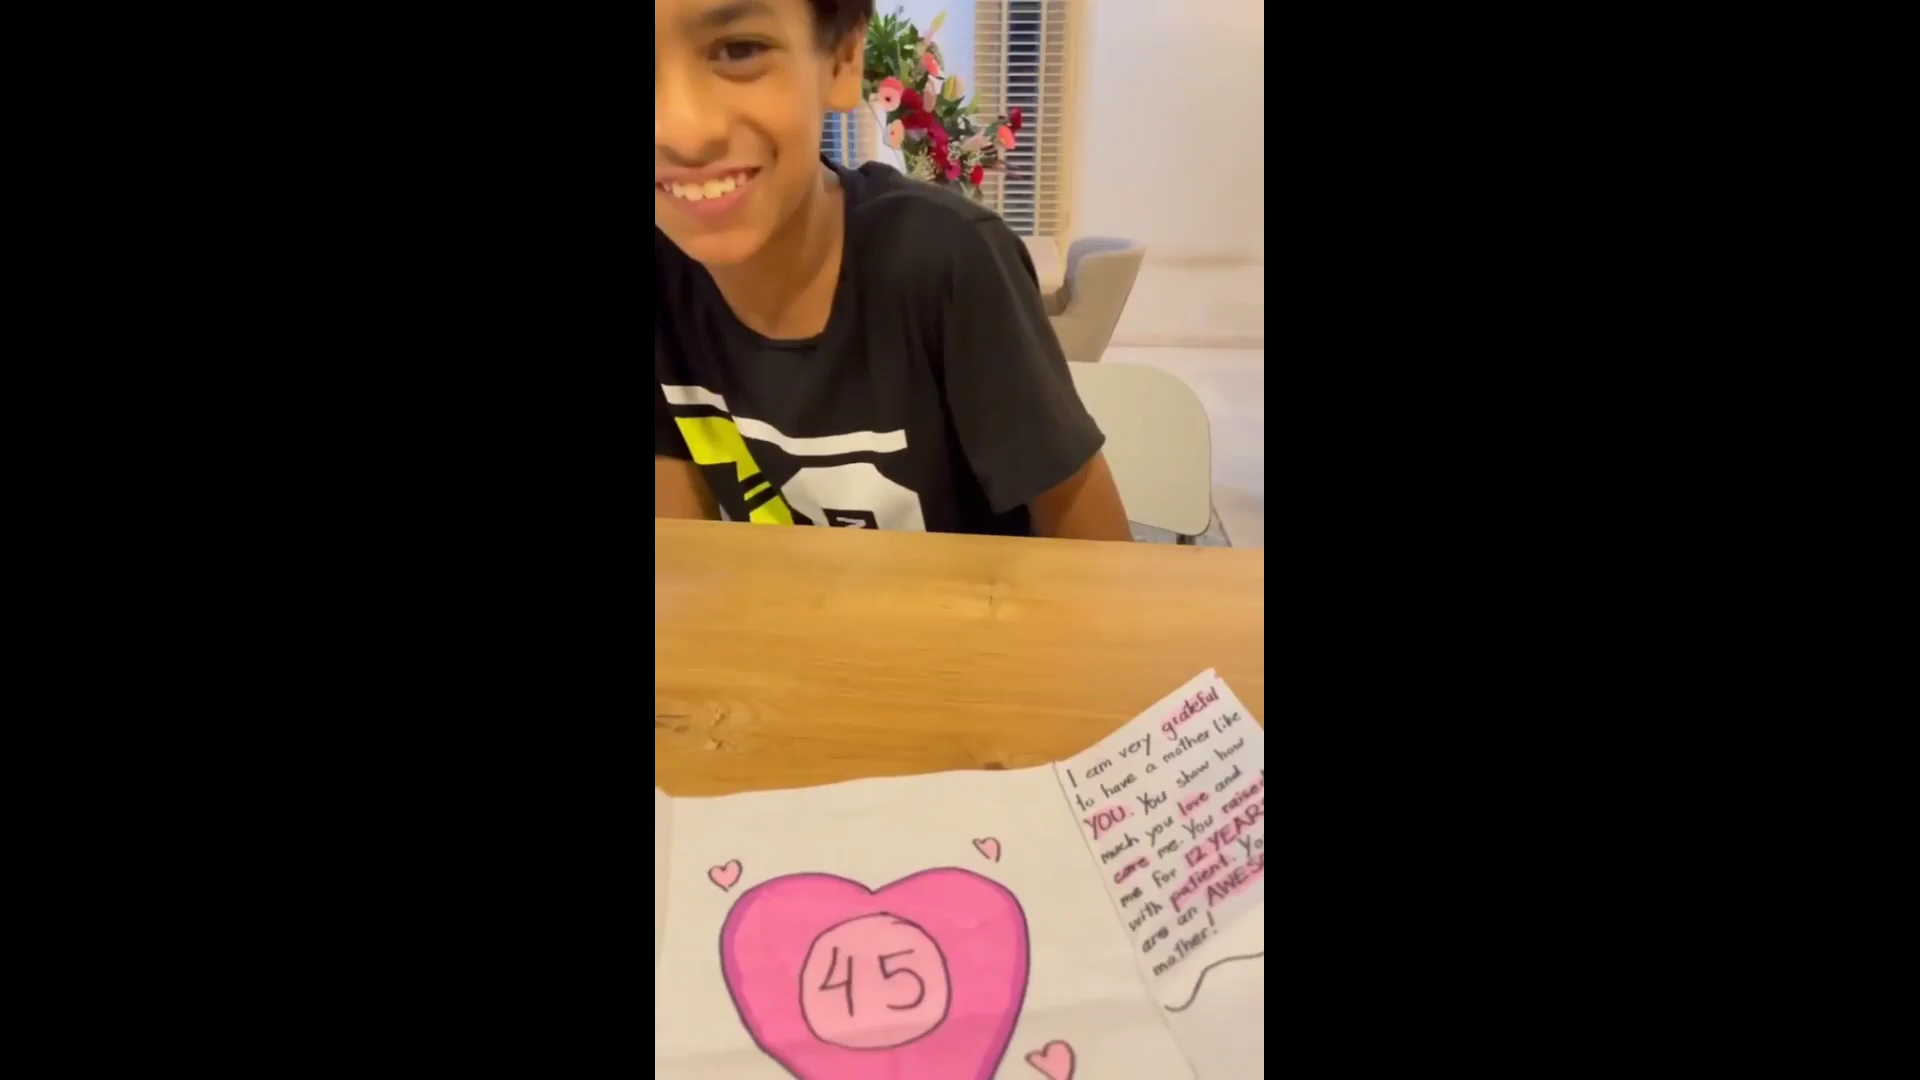 I am very grateful
to have a mother like
YOU. You show how
much you love and
care me. You raise
me for 12 YEAR
with patient. Yo
are an AWES
mother!
45